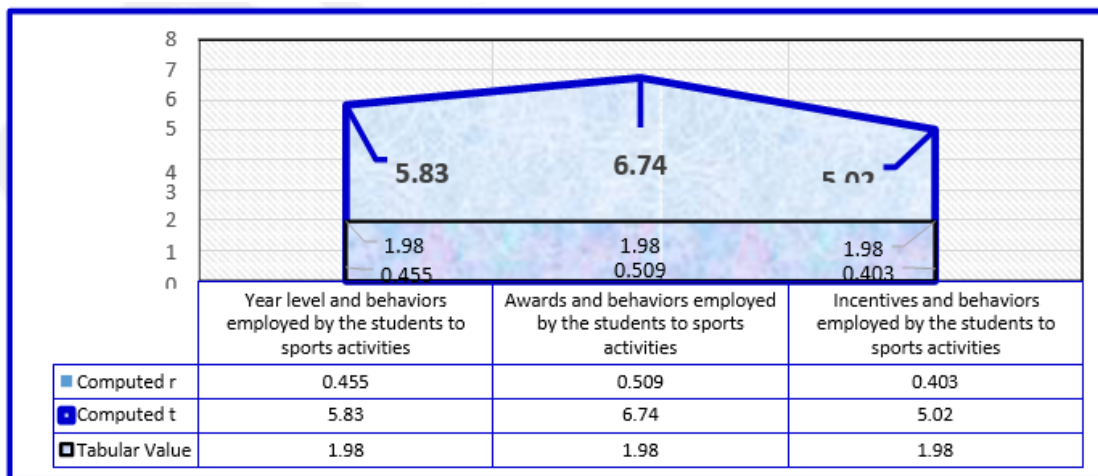 8
7
6
5
4
3
2
1
0
5.83
6.74
5.02
1.98
1.98
1.98
0.455
0.509
0.403
Year level and behaviors
employed by the students to
sports activities
Awards and behaviors employed
by the students to sports
activities
Incentives and behaviors
employed by the students to
sports activities
Computed r
0.455
0.509
0.403
Computed t
5.83
6.74
5.02
Tabular Value
1.98
1.98
1.98